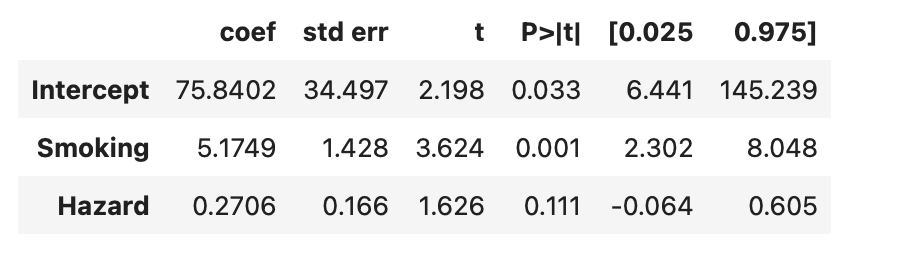 coef std err t P>|t| [0.025 0.975]
Intercept 75.8402 34.497 2.198 0.033 6.441 145.239
Smoking 5.1749 1.428 3.624 0.001 2.302 8.048
Hazard 0.2706 0.166 1.626 0.111 -0.064 0.605